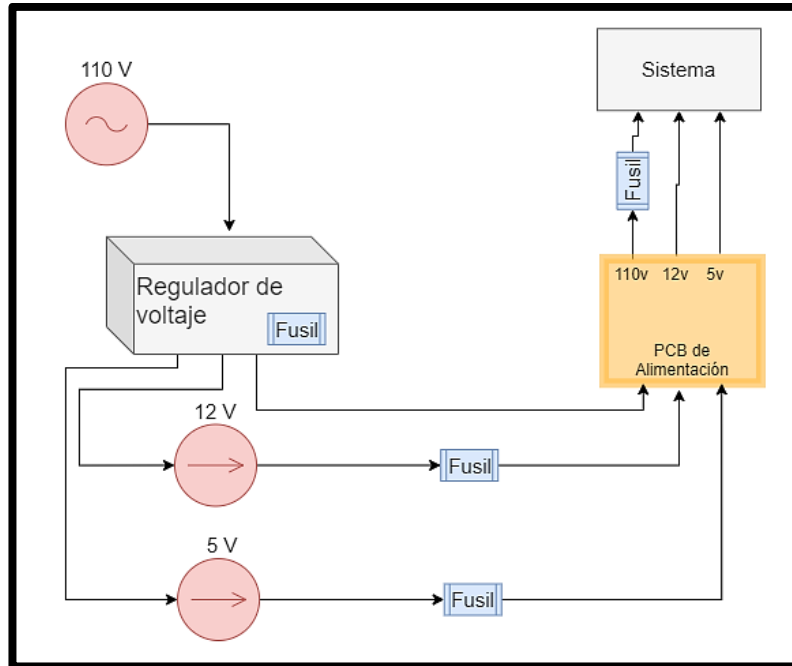 110 V
Sistema
Fusil
Regulador de
voltaje
Fusil
110v
12v
5v
PCB de
Alimentación
12 V
Fusil
5 V
Fusil